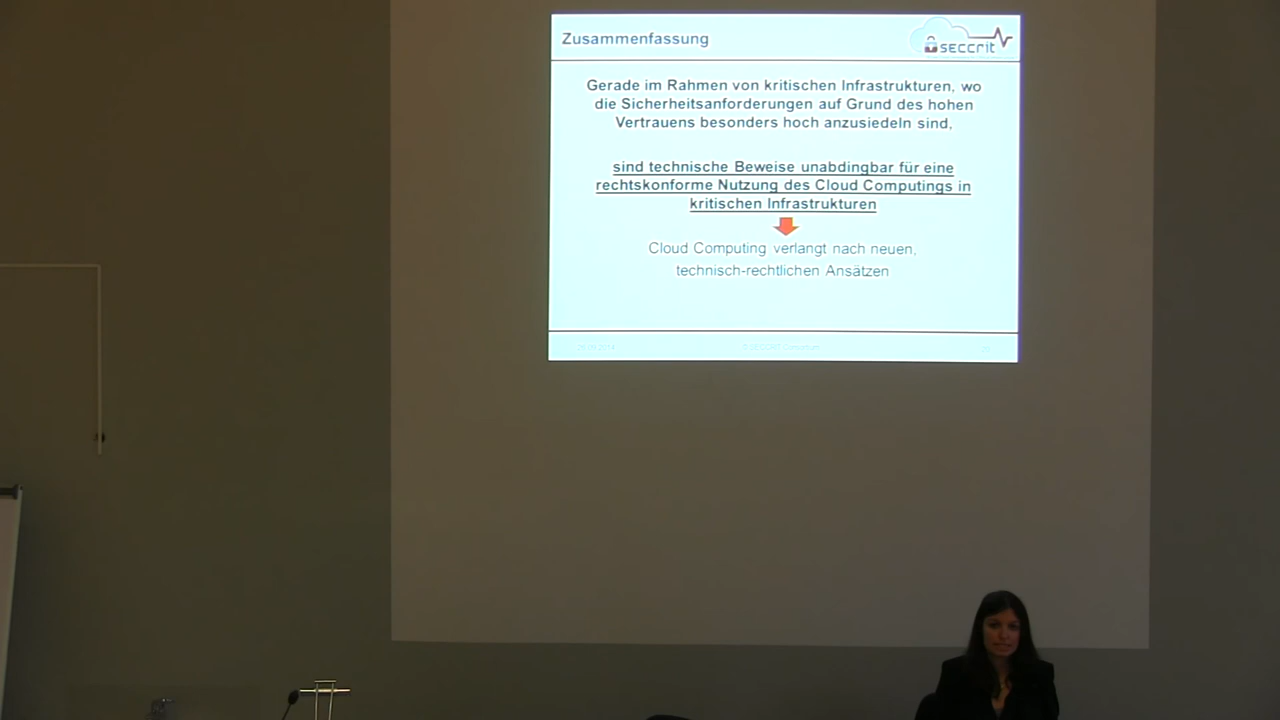 Zusammenfassung
SECCRIT
Gerade im Rahmen von kritischen Infrastrukturen, wo
die Sicherheitsanforderungen auf Grund des hohen
Vertrauens besonders hoch anzusiedeln sind,
sind technische Beweise unabdingbar für eine
rechtskonforme Nutzung des Cloud Computings in
kritischen Infrastrukturen
Cloud Computing verlangt nach neuen,
technisch-rechtlichen Ansätzen
© SECCRIT Consortium